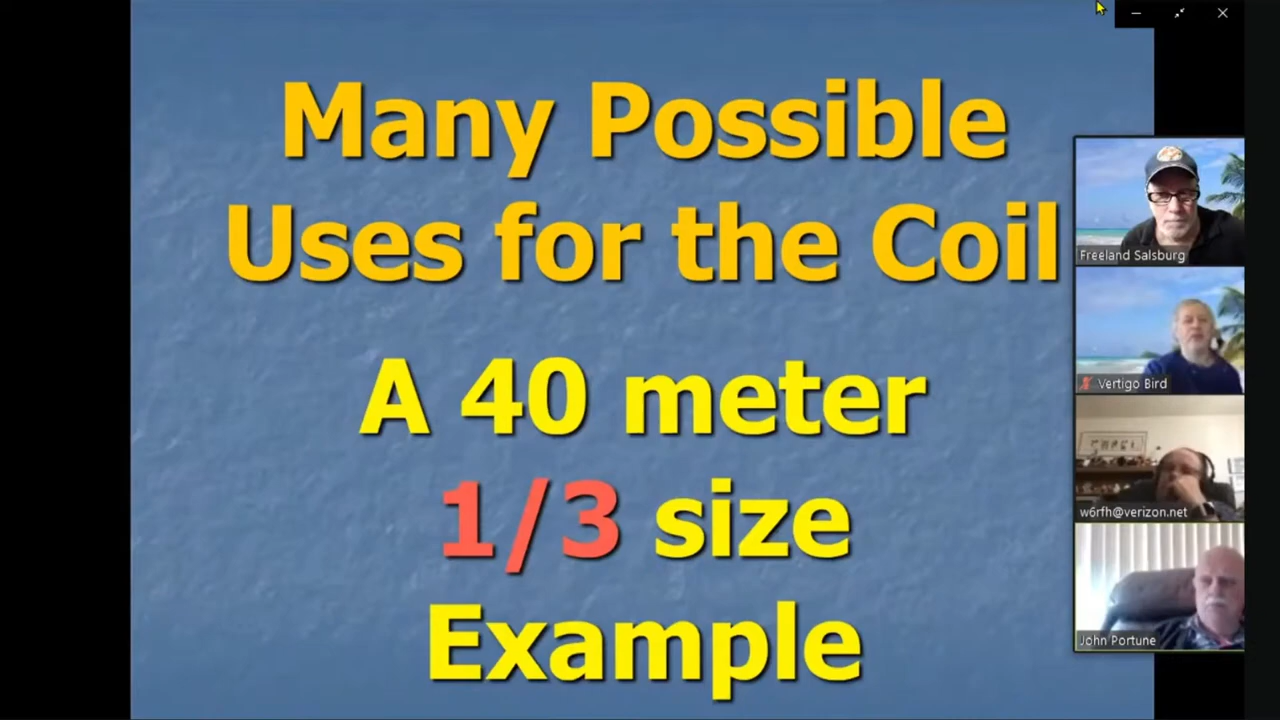 Many Possible
Uses for the Coil
A 40 meter
1/3 size
Example
Freeland Salsburg
Vertigo Bird
w6rfh@verizon.net
John Portune